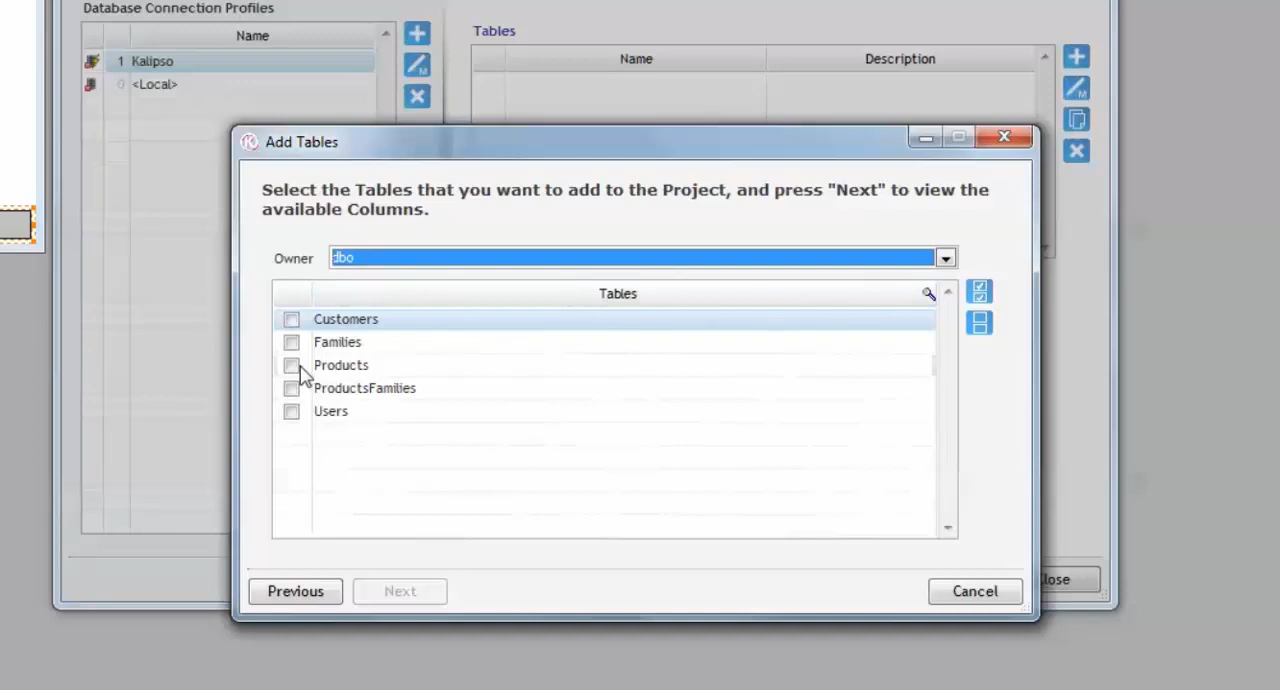 Database Connection Profiles
Name
1 Kalipso
0 <Local>
Tables
Name Description
Add Tables
Select the Tables that you want to add to the Project, and press "Next" to view the
available Columns.
Owner dbo
Tables
Customers
Families
Products
ProductsFamilies
Users
Previous Next Cancel